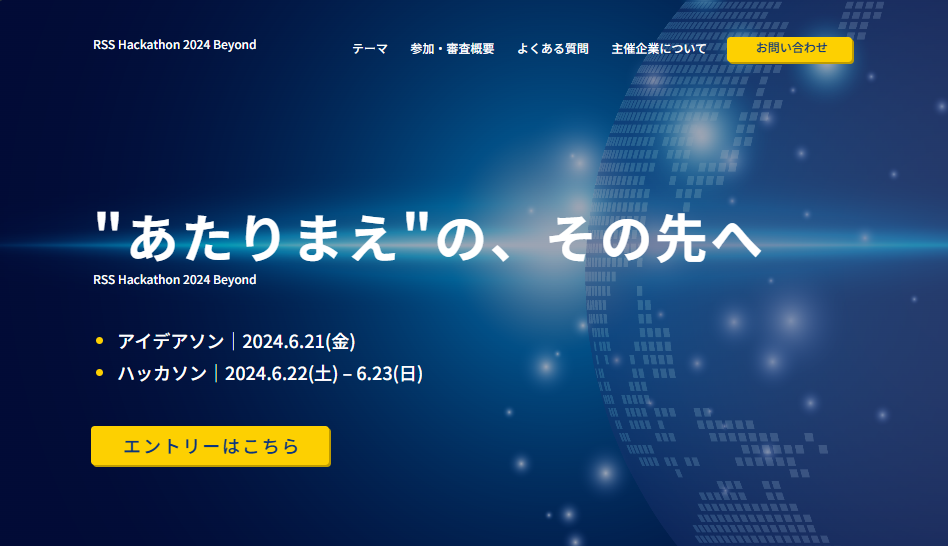 RSS Hackathon 2024 Beyond
テーマ 参加・審査概要 よくある質問 主催企業について お問い合わせ
"あたりまえ"の、その先へ
RSS Hackathon 2024 Beyond
アイデアソン｜2024.6.21(金)
ハッカソン｜2024.6.22(土) – 6.23(日)
エントリーはこちら